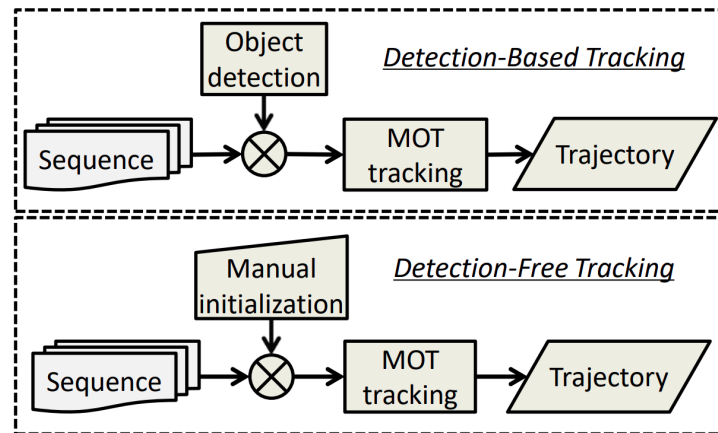 Object
detection
Detection-Based Tracking
Sequence
MOT
tracking
Trajectory
Manual
initialization
Detection-Free Tracking
Sequence
MOT
tracking
Trajectory